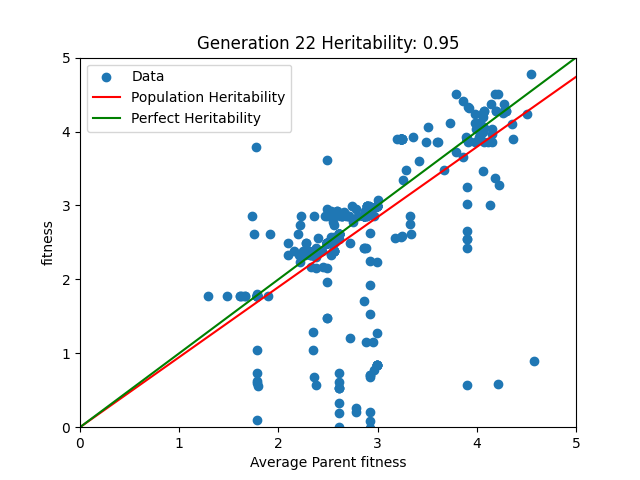 Generation 22 Heritability: 0.95
Data
Population Heritability
Perfect Heritability
5
4
3
2
1
0
fitness
0 1 2 3 4 5
Average Parent fitness